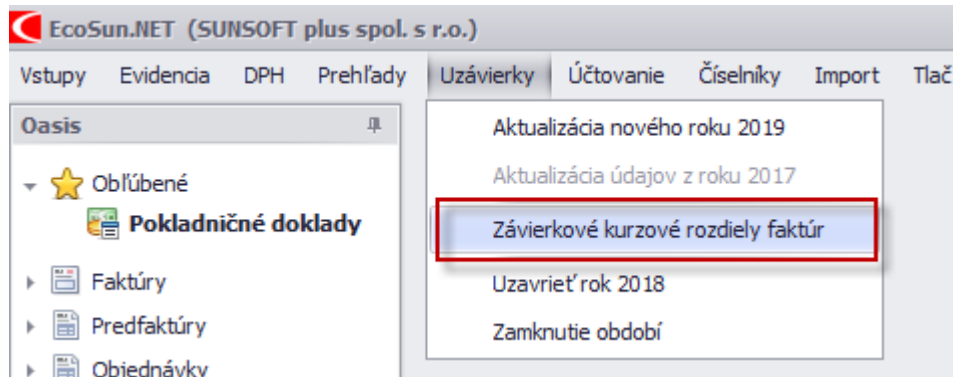 EcoSun.NET (SUNSOFT plus spol. s r.o.)
Vstupy Evidencia DPH Prehľady Uzávierky Účtovanie Číselníky Import Tlač
Oasis
Obľúbené
Pokladničné doklady
Faktúry
Predfaktúry
Objednávky
Aktualizácia nového roku 2019
Aktualizácia údajov z roku 2017
Závierkové kurzové rozdiely faktúr
Uzavrieť rok 2018
Zamknutie období